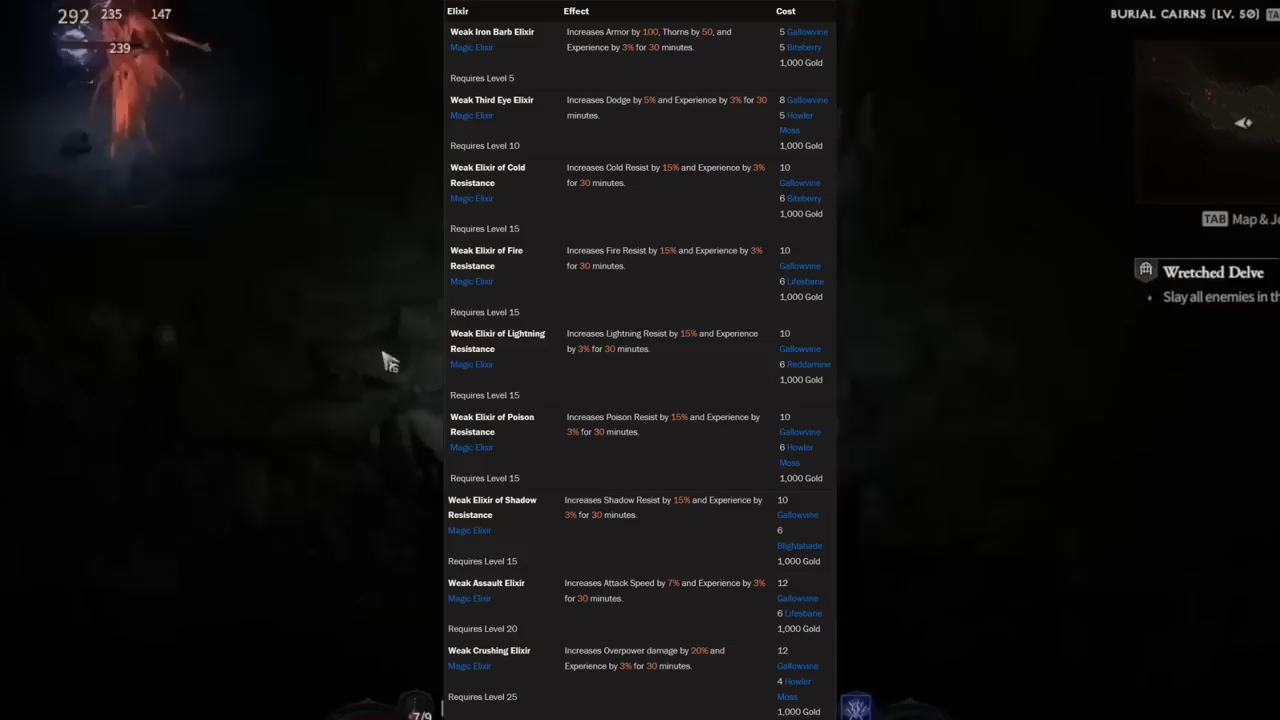 292 235 147
239
BURIAL CAIRNS (LV. 50) TA
TAB Map & Jo
Wretched Delve
Slay all enemies in th
Elixir Effect Cost
Weak Iron Barb Elixir Increases Armor by 100, Thorns by 50, and 5 Gallowvine
Magic Elixir Experience by 3% for 30 minutes. 5 Biteberry
1,000 Gold
Requires Level 5
Weak Third Eye Elixir Increases Dodge by 5% and Experience by 3% for 30 8 Gallowvine
Magic Elixir minutes. 5 Howler
Moss
Requires Level 10 1,000 Gold
Weak Elixir of Cold Increases Cold Resist by 15% and Experience by 3% 10
Resistance for 30 minutes. Gallowvine
Magic Elixir 6 Biteberry
1,000 Gold
Requires Level 15
Weak Elixir of Fire Increases Fire Resist by 15% and Experience by 3% 10
Resistance for 30 minutes. Gallowvine
Magic Elixir 6 Lifesbane
1,000 Gold
Requires Level 15
Weak Elixir of Lightning Increases Lightning Resist by 15% and Experience 10
Resistance by 3% for 30 minutes. Gallowvine
Magic Elixir 6 Reddamine
1,000 Gold
Requires Level 15
Weak Elixir of Poison Increases Poison Resist by 15% and Experience by 10
Resistance 3% for 30 minutes. Gallowvine
Magic Elixir 6 Howler
Moss
Requires Level 15 1,000 Gold
Weak Elixir of Shadow Increases Shadow Resist by 15% and Experience by 10
Resistance 3% for 30 minutes. Gallowvine
Magic Elixir 6
Blightshade
Requires Level 15 1,000 Gold
Weak Assault Elixir Increases Attack Speed by 7% and Experience by 3% 12
Magic Elixir for 30 minutes. Gallowvine
6 Lifesbane
Requires Level 20 1,000 Gold
Weak Crushing Elixir Increases Overpower damage by 20% and 12
Magic Elixir Experience by 3% for 30 minutes. Gallowvine
4 Howler
Requires Level 25 Moss
1,000 Gold
7/9